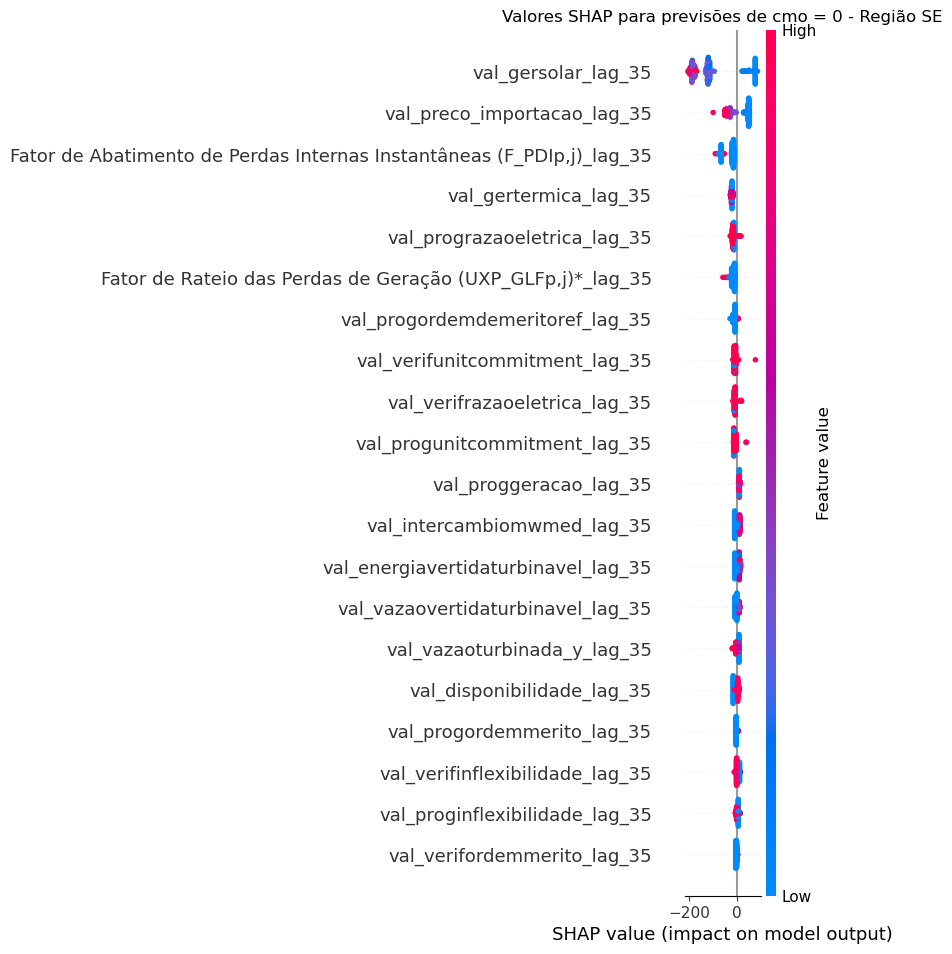 Valores SHAP para previsões de cmo = 0 - Região SE
High
val_gersolar_lag_35
val_preco_importacao_lag_35
Fator de Abatimento de Perdas Internas Instantâneas (F_PDIp,j)_lag_35
val_gertermica_lag_35
val_prograzaoeletrica_lag_35
Fator de Rateio das Perdas de Geração (UXP_GLFp,j)*_lag_35
val_progordemdemeritoref_lag_35
val_verifunitcommitment_lag_35
val_verifrazaoeletrica_lag_35
val_progunitcommitment_lag_35
val_proggeracao_lag_35
val_intercambiomwmed_lag_35
val_energiavertidaturbinavel_lag_35
val_vazaovertidaturbinavel_lag_35
val_vazaoturbinada_y_lag_35
val_disponibilidade_lag_35
val_progordemmerito_lag_35
val_verifinflexibilidade_lag_35
val_proginflexibilidade_lag_35
val_verifordemmerito_lag_35
Feature value
Low
−200 0
SHAP value (impact on model output)